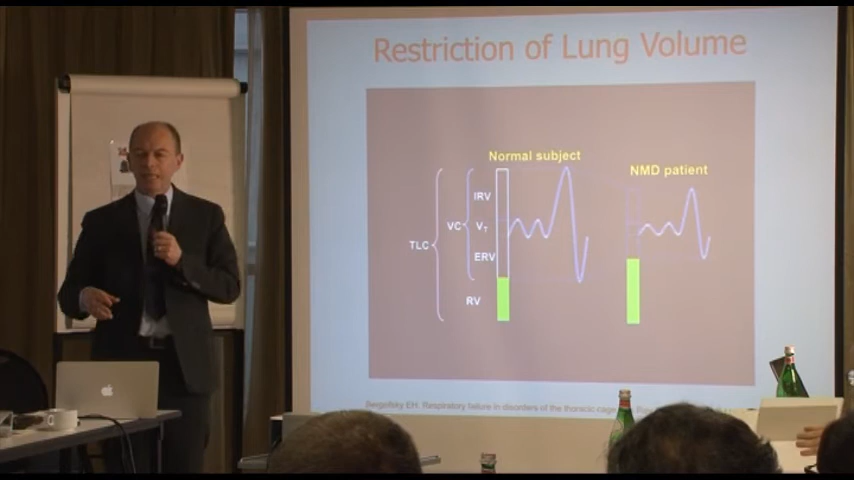 Restriction of Lung Volume
Normal subject
NMD patient
IRV
VC
VT
TLC
ERV
RV
EH. Respiratory failure in disorders of the thoracic cage